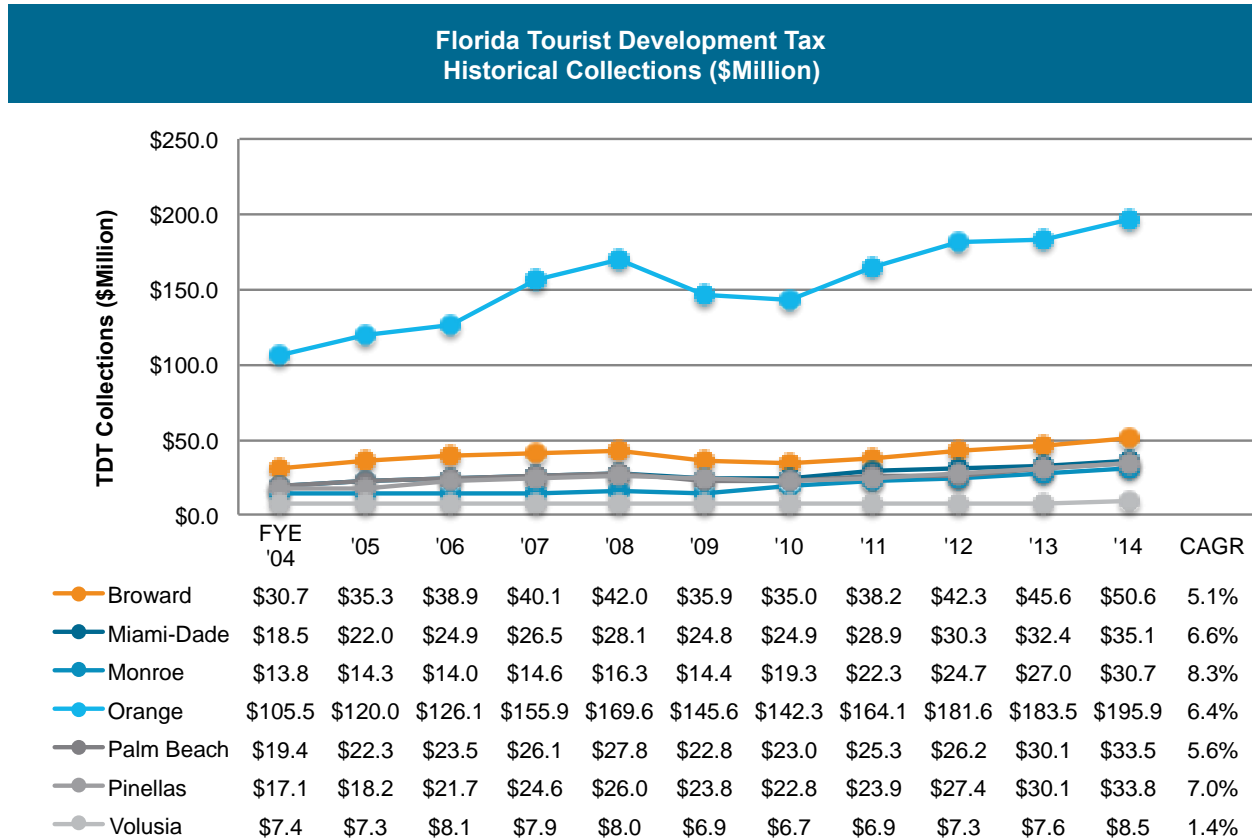 Florida Tourist Development Tax
Historical Collections ($Million)
TDT Collections ($Million)
$250.0
$200.0
$150.0
$100.0
$50.0
$0.0
FYE '04 '05 '06 '07 '08 '09 '10 '11 '12 '13 '14 CAGR
Broward $30.7 $35.3 $38.9 $40.1 $42.0 $35.9 $35.0 $38.2 $42.3 $45.6 $50.6 5.1%
Miami-Dade $18.5 $22.0 $24.9 $26.5 $28.1 $24.8 $24.9 $28.9 $30.3 $32.4 $35.1 6.6%
Monroe $13.8 $14.3 $14.0 $14.6 $16.3 $14.4 $19.3 $22.3 $24.7 $27.0 $30.7 8.3%
Orange $105.5 $120.0 $126.1 $155.9 $169.6 $145.6 $142.3 $164.1 $181.6 $183.5 $195.9 6.4%
Palm Beach $19.4 $22.3 $23.5 $26.1 $27.8 $22.8 $23.0 $25.3 $26.2 $30.1 $33.5 5.6%
Pinellas $17.1 $18.2 $21.7 $24.6 $26.0 $23.8 $22.8 $23.9 $27.4 $30.1 $33.8 7.0%
Volusia $7.4 $7.3 $8.1 $7.9 $8.0 $6.9 $6.7 $6.9 $7.3 $7.6 $8.5 1.4%